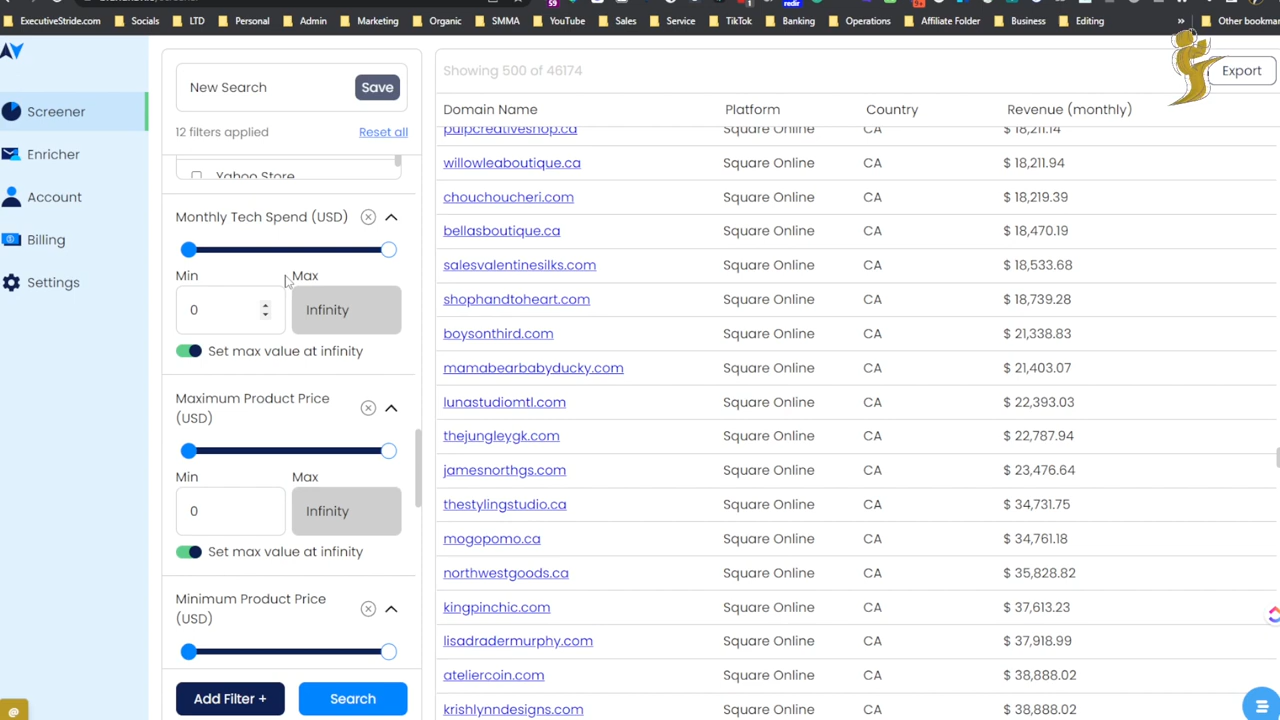 ExecutiveStride.com Socials LTD Personal Admin Marketing Organic SMMA YouTube Sales Service TikTok Banking Operations Affiliate Folder Business Editing » Other bookmar
Screener
Enricher
Account
Billing
Settings
New Search Save
12 filters applied Reset all
Yahoo Store
Monthly Tech Spend (USD)
Min Max
0 Infinity
Set max value at infinity
Maximum Product Price
(USD)
Min Max
0 Infinity
Set max value at infinity
Minimum Product Price
(USD)
Add Filter + Search
Showing 500 of 46174 Export
Domain Name Platform Country Revenue (monthly)
pulpcreativeshop.ca Square Online CA $ 18,211.14
willowleaboutique.ca Square Online CA $ 18,211.94
chouchoucheri.com Square Online CA $ 18,219.39
bellasboutique.ca Square Online CA $ 18,470.19
salesvalentinesilks.com Square Online CA $ 18,533.68
shophandtoheart.com Square Online CA $ 18,739.28
boysonthird.com Square Online CA $ 21,338.83
mamabearbabyducky.com Square Online CA $ 21,403.07
lunastudiomtl.com Square Online CA $ 22,393.03
thejungleygk.com Square Online CA $ 22,787.94
jamesnorthgs.com Square Online CA $ 23,476.64
thestylingstudio.ca Square Online CA $ 34,731.75
mogopomo.ca Square Online CA $ 34,761.18
northwestgoods.ca Square Online CA $ 35,828.82
kingpinchic.com Square Online CA $ 37,613.23
lisadradermurphy.com Square Online CA $ 37,918.99
ateliercoin.com Square Online CA $ 38,888.02
krishlynndesigns.com Square Online CA $ 38,888.02
@